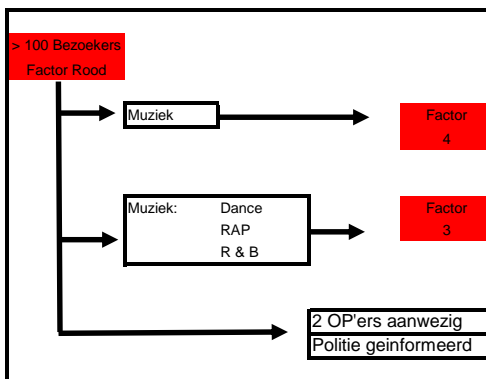 > 100 Bezoekers
Factor Rood
Muziek
Factor
4
Muziek: Dance
RAP
R & B
Factor
3
2 OP'ers aanwezig
Politie geinformeerd